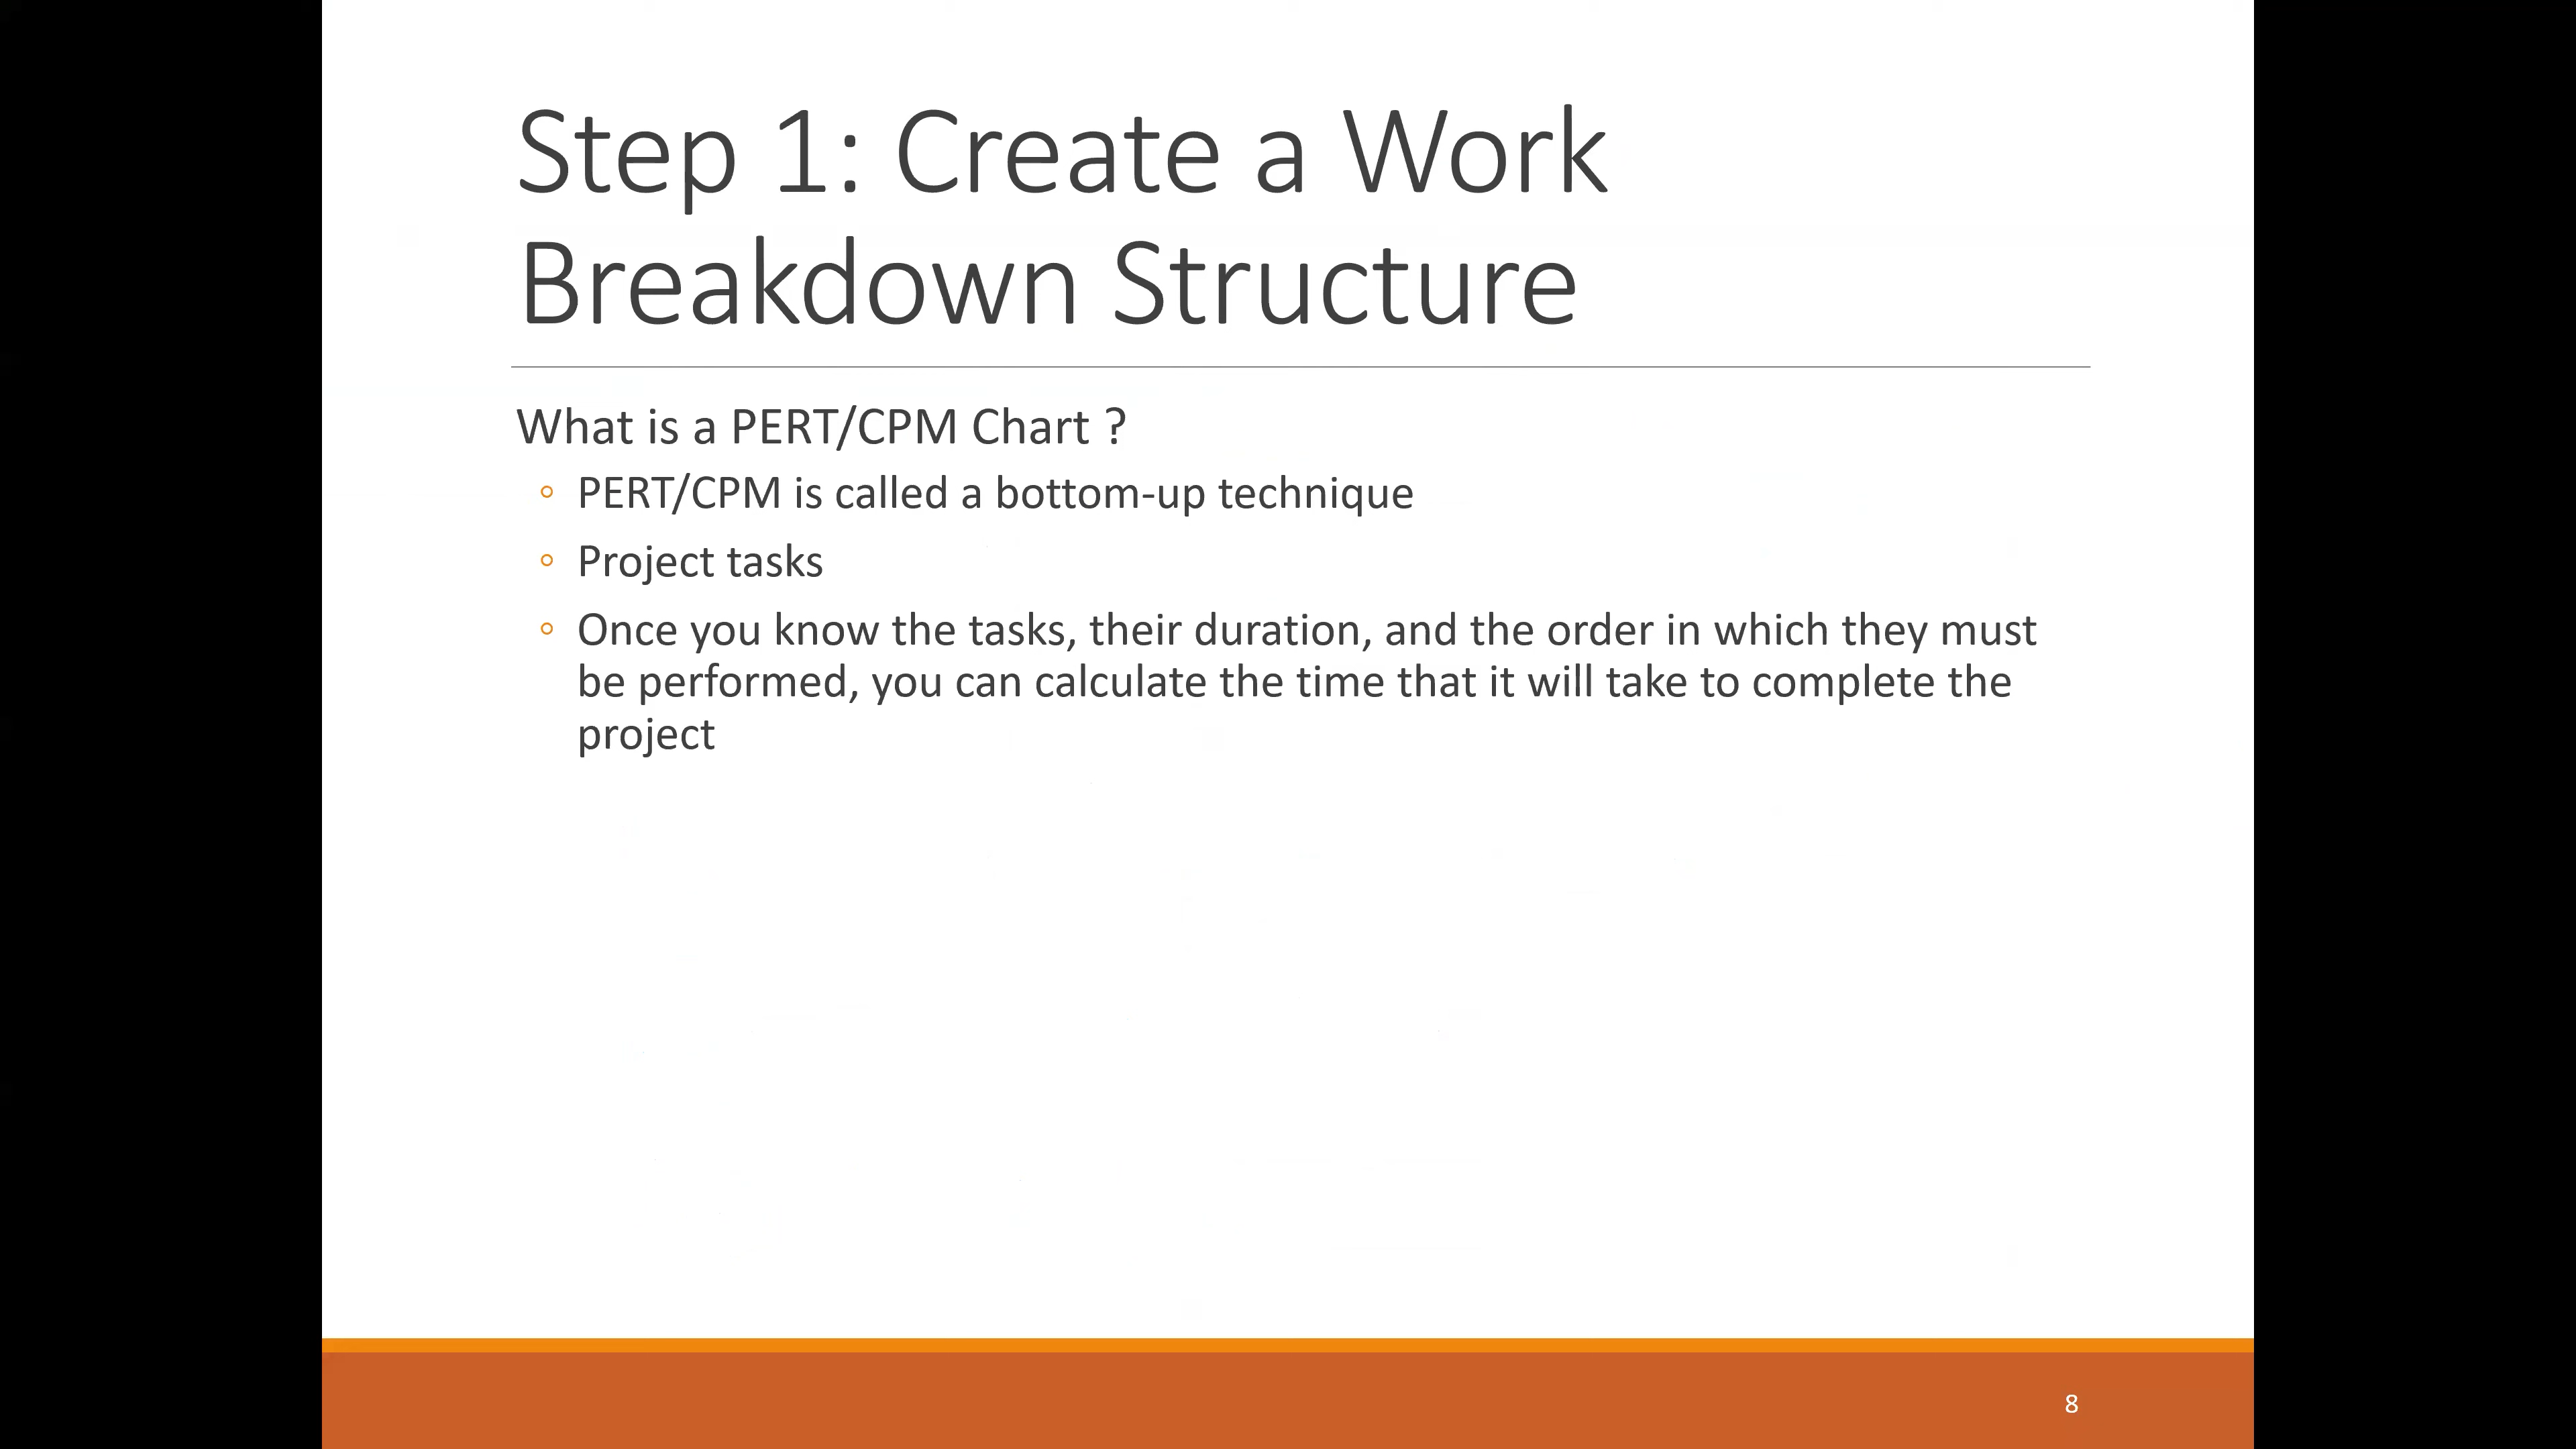 Step 1: Create a Work
Breakdown Structure
What is a PERT/CPM Chart ?
◦ PERT/CPM is called a bottom-up technique
◦ Project tasks
◦ Once you know the tasks, their duration, and the order in which they must
be performed, you can calculate the time that it will take to complete the
project
8